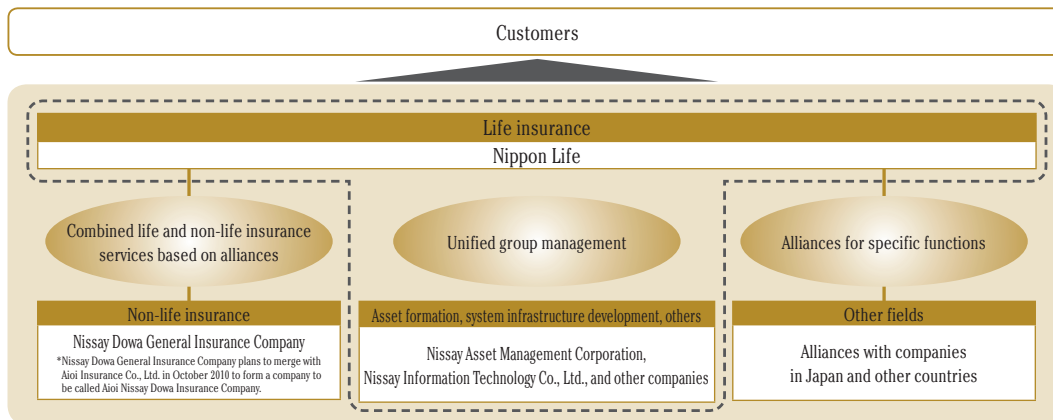 Customers
Life insurance
Nippon Life
Combined life and non-life insurance
services based on alliances
Unified group management
Alliances for specific functions
Non-life insurance
Nissay Dowa General Insurance Company
*Nissay Dowa General Insurance Company plans to merge with
Aioi Insurance Co., Ltd. in October 2010 to form a company to
be called Aioi Nissay Dowa Insurance Company.
Asset formation, system infrastructure development, others
Nissay Asset Management Corporation,
Nissay Information Technology Co., Ltd., and other companies
Other fields
Alliances with companies
in Japan and other countries